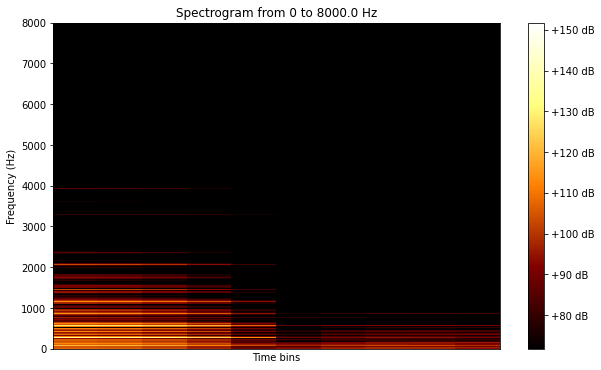 Spectrogram from 0 to 8000.0 Hz
8000
7000
6000
5000
4000
3000
2000
1000
0
Frequency (Hz)
Time bins
+150 dB
+140 dB
+130 dB
+120 dB
+110 dB
+100 dB
+90 dB
+80 dB